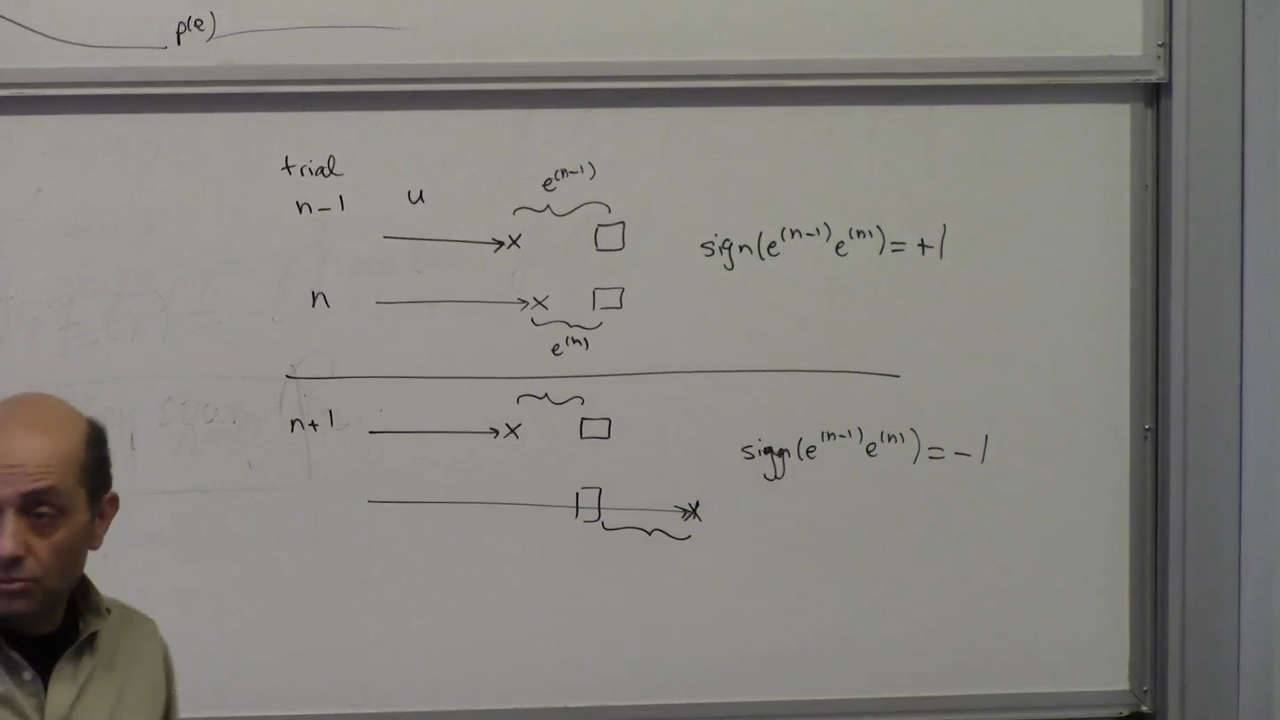 p(e)
trial
n-1 u e^(n-1)
x
sign(e^(n-1) e^(n)) = +1
n x
e^(n)
n+1 x
sign(e^(n-1) e^(n)) = -1
x